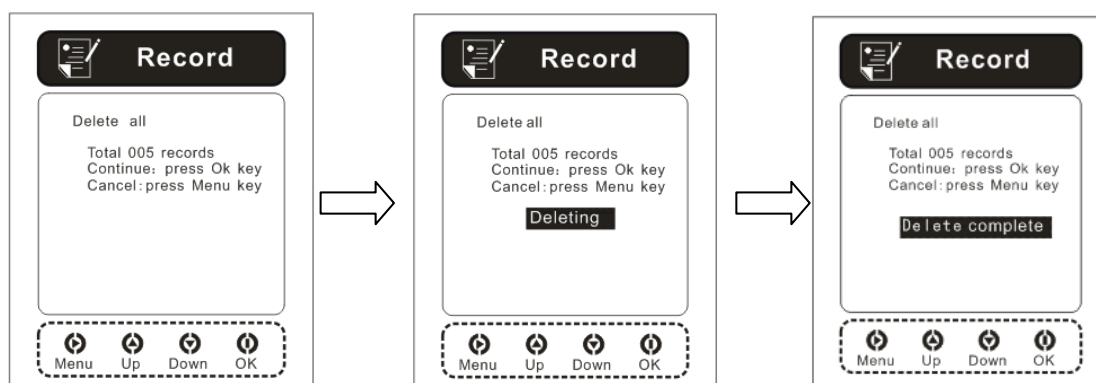 Record
Delete all
Total 005 records
Continue: press Ok key
Cancel:press Menu key
Menu Up Down OK
Record
Delete all
Total 005 records
Continue: press Ok key
Cancel:press Menu key
Deleting
Menu Up Down OK
Record
Delete all
Total 005 records
Continue: press Ok key
Cancel:press Menu key
Delete complete
Menu Up Down OK